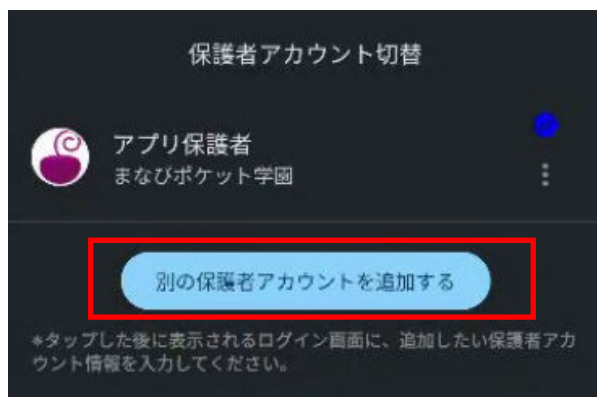 保護者アカウント切替
アプリ保護者
まなびポケット学園
別の保護者アカウントを追加する
*タップした後に表示されるログイン画面に、追加したい保護者アカ
ウント情報を入力してください。